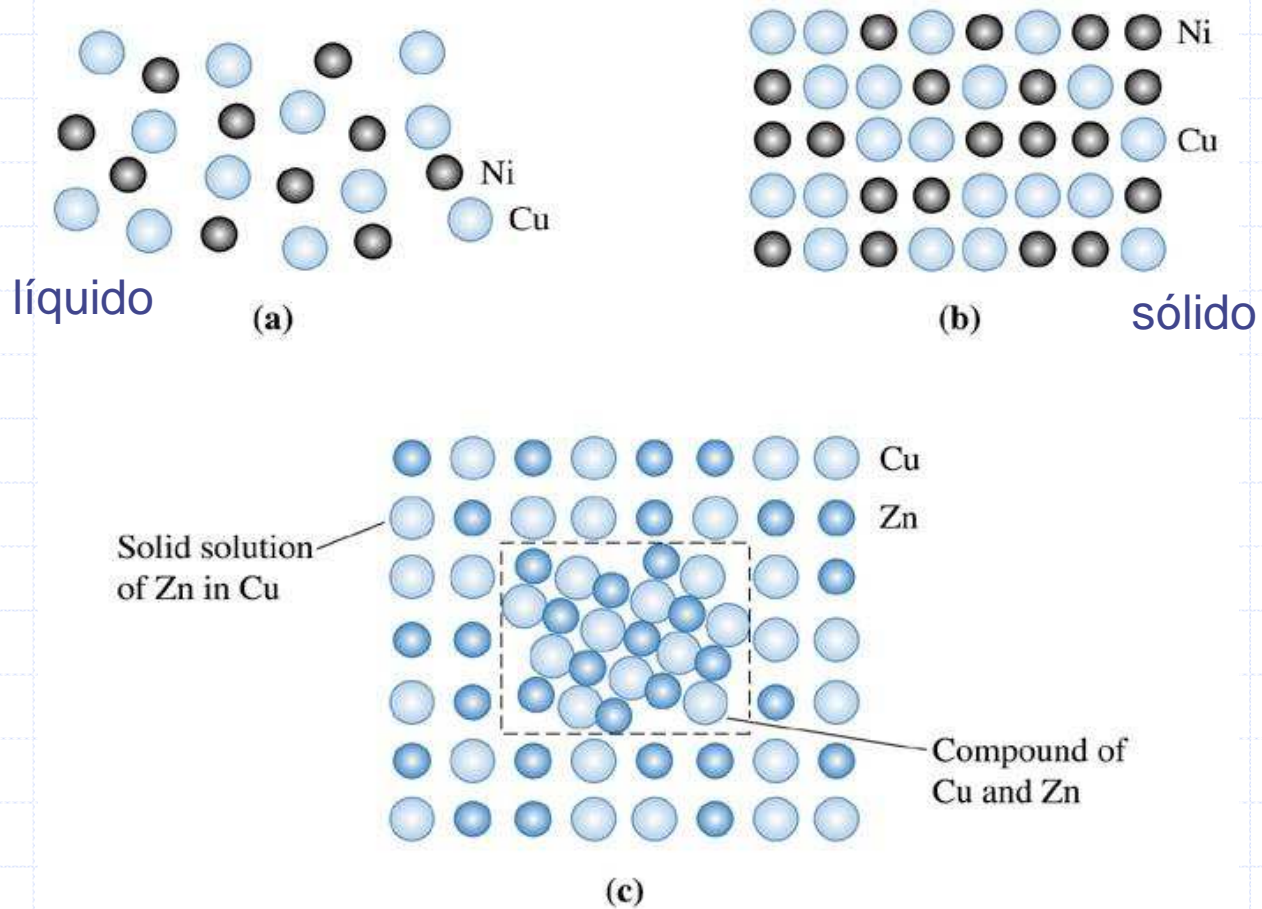 Ni
Cu
líquido
(a)
Ni
Cu
(b)
sólido
Cu
Zn
Solid solution
of Zn in Cu
Compound of
Cu and Zn
(c)